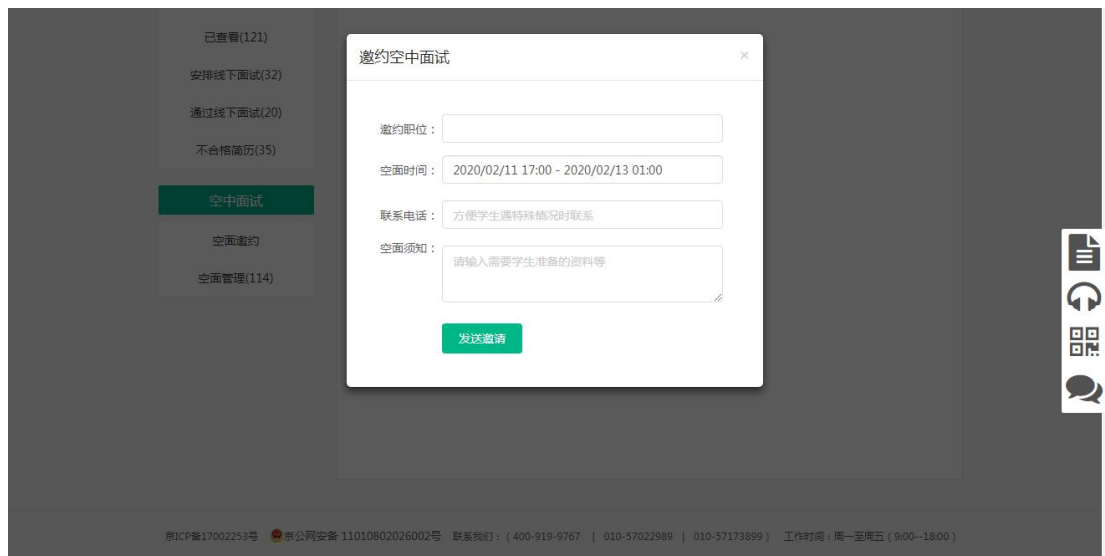 已查看(121)
安排线下面试(32)
通过线下面试(20)
不合格简历(35)
空中面试
空面邀约
空面管理(114)
邀约空中面试
×
邀约职位：
空面时间： 2020/02/11 17:00 - 2020/02/13 01:00
联系电话： 方便学生遇特殊情况时联系
空面须知： 请输入需要学生准备的资料等
发送邀请
京ICP备17002253号 京公网安备 11010802026002号 联系我们：( 400-919-9767 | 010-57022989 | 010-57173899 ) 工作时间：周一至周五 ( 9:00--18:00 )